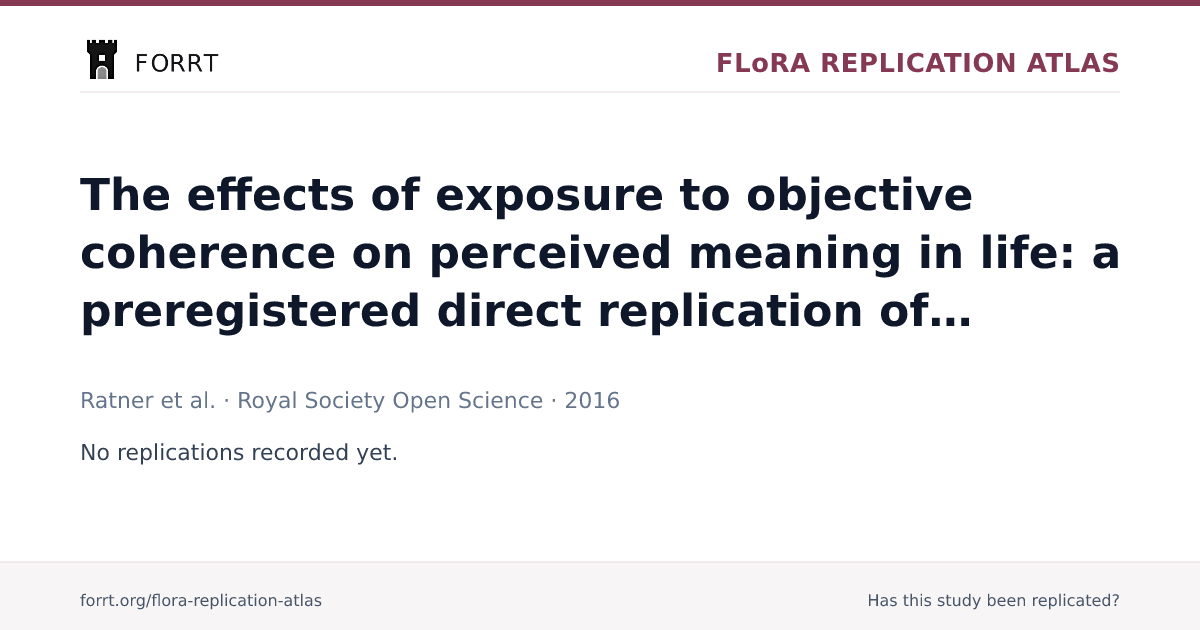 FORRT
FLoRA REPLICATION ATLAS
The effects of exposure to objective
coherence on perceived meaning in life: a
preregistered direct replication of…
Ratner et al. · Royal Society Open Science · 2016
No replications recorded yet.
forrt.org/flora-replication-atlas
Has this study been replicated?